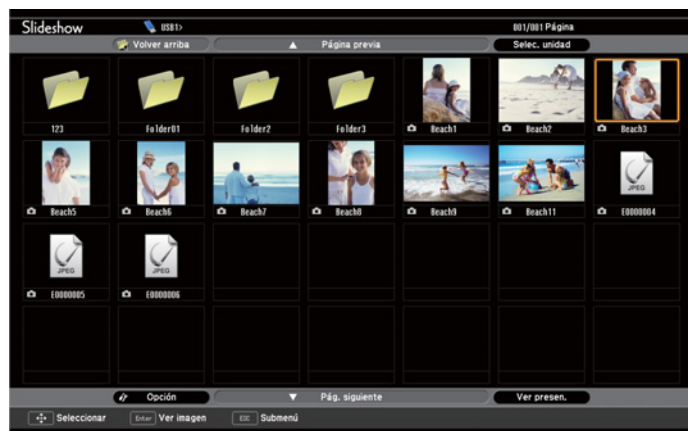 Slideshow USB1> 001/001 Página
Volver arriba Página previa Selec. unidad
123 Folder01 Folder2 Folder3 Beach1 Beach2 Beach3
JPEG
Beach5 Beach6 Beach7 Beach8 Beach9 Beach11 E0000004
JPEG JPEG
E0000005 E0000006
Opción Pág. siguiente Ver presen.
Seleccionar Enter Ver imagen ESC Submenú